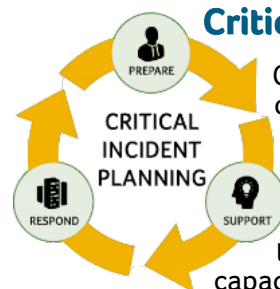 Critic
PREPARE
CRITICAL
INCIDENT
PLANNING
RESPOND
SUPPORT
capac